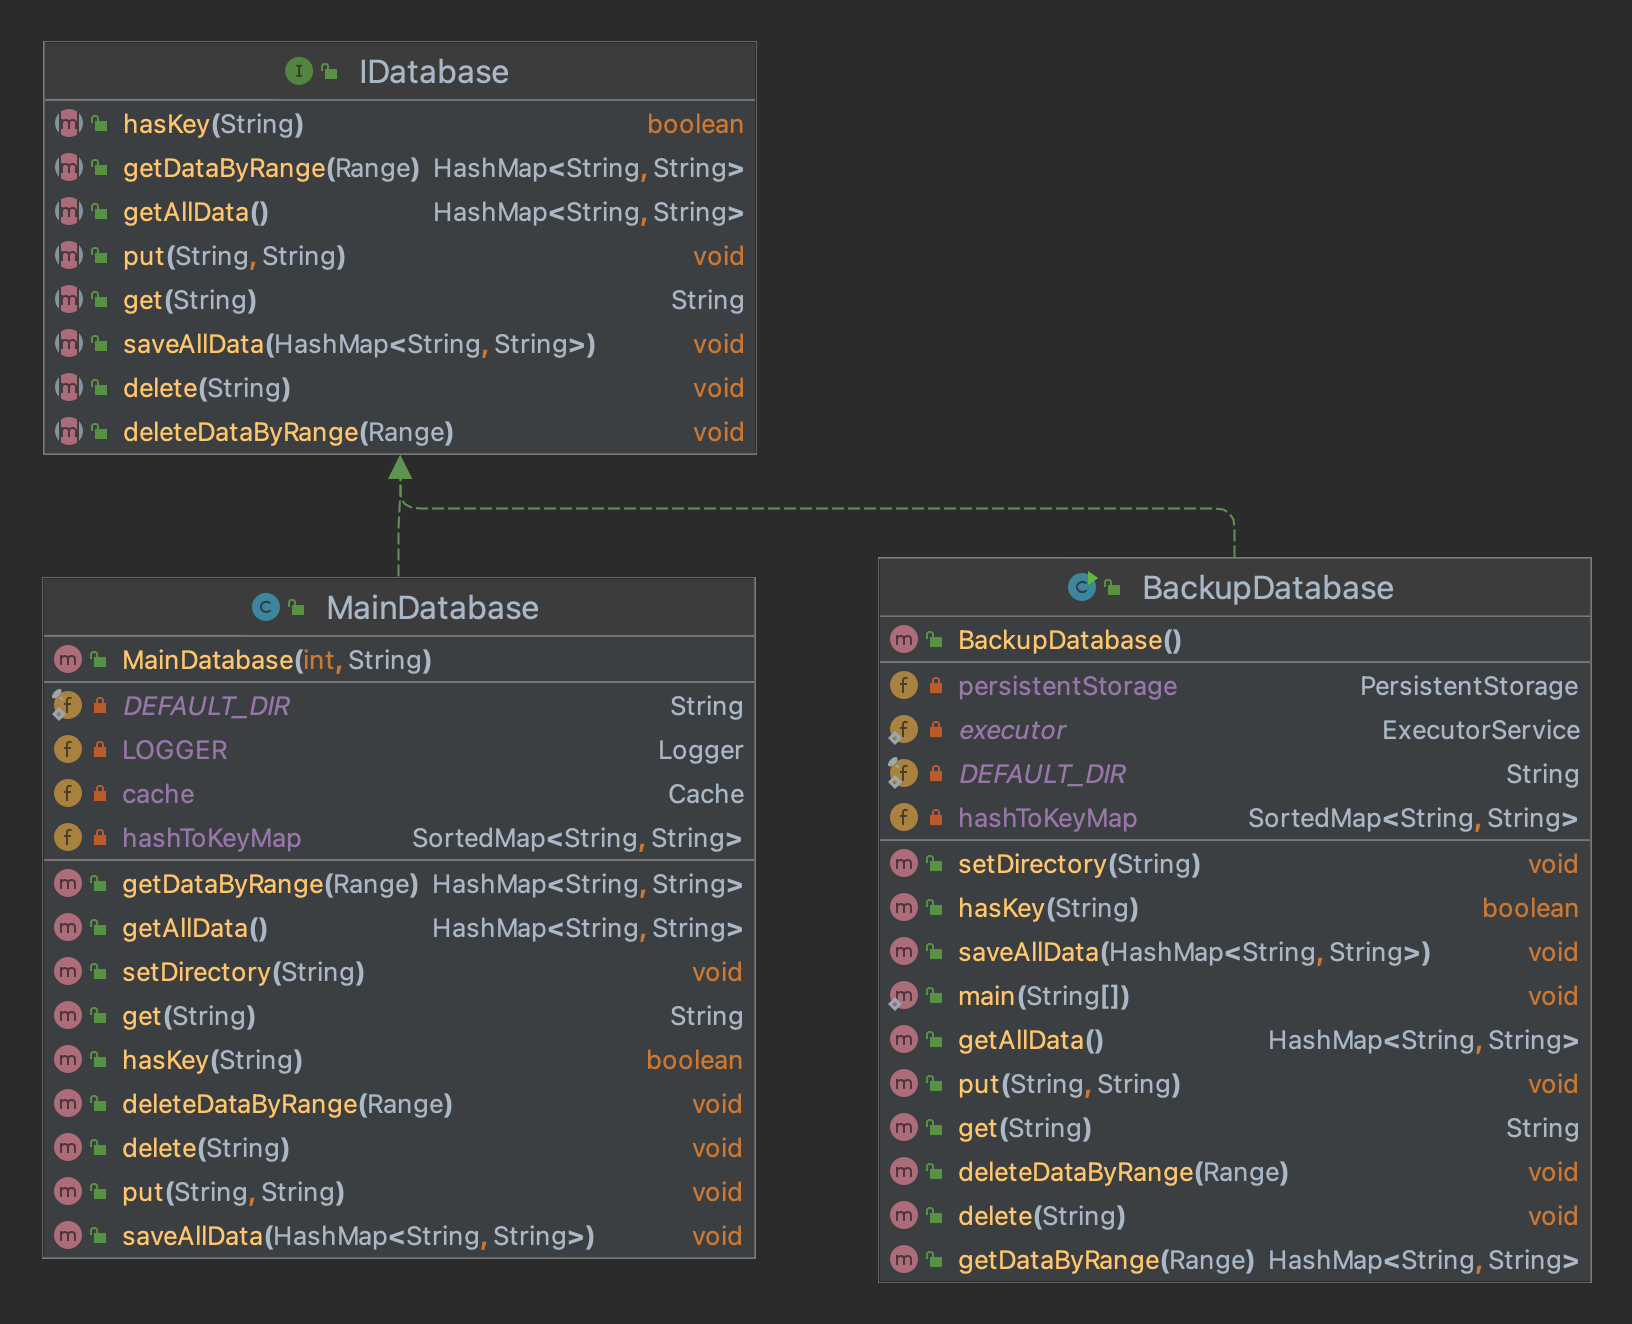 IDatabase
hasKey(String) boolean
getDataByRange(Range) HashMap<String, String>
getAllData() HashMap<String, String>
put(String, String) void
get(String) String
saveAllData(HashMap<String, String>) void
delete(String) void
deleteDataByRange(Range) void
MainDatabase
MainDatabase(int, String)
DEFAULT_DIR String
LOGGER Logger
cache Cache
hashToKeyMap SortedMap<String, String>
getDataByRange(Range) HashMap<String, String>
getAllData() HashMap<String, String>
setDirectory(String) void
get(String) String
hasKey(String) boolean
deleteDataByRange(Range) void
delete(String) void
put(String, String) void
saveAllData(HashMap<String, String>) void
BackupDatabase
BackupDatabase()
persistentStorage PersistentStorage
executor ExecutorService
DEFAULT_DIR String
hashToKeyMap SortedMap<String, String>
setDirectory(String) void
hasKey(String) boolean
saveAllData(HashMap<String, String>) void
main(String[]) void
getAllData() HashMap<String, String>
put(String, String) void
get(String) String
deleteDataByRange(Range) void
delete(String) void
getDataByRange(Range) HashMap<String, String>